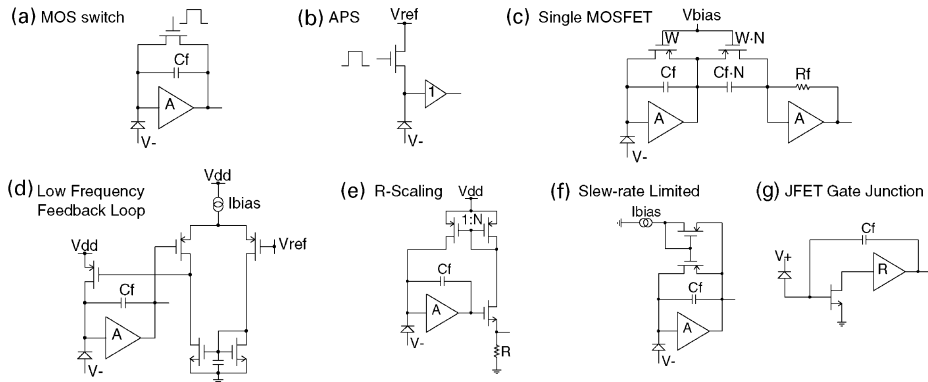 (a) MOS switch
Cf
A
V-
(b) APS
Vref
1
V-
(c) Single MOSFET
Vbias
W
W·N
Cf
Cf·N
Rf
A
A
V-
(d) Low Frequency
Feedback Loop
Vdd
Ibias
Vdd
Vref
Cf
A
V-
(e) R-Scaling
Vdd
1:N
Cf
A
V-
R
(f) Slew-rate Limited
Ibias
Cf
A
V-
(g) JFET Gate Junction
Cf
V+
R